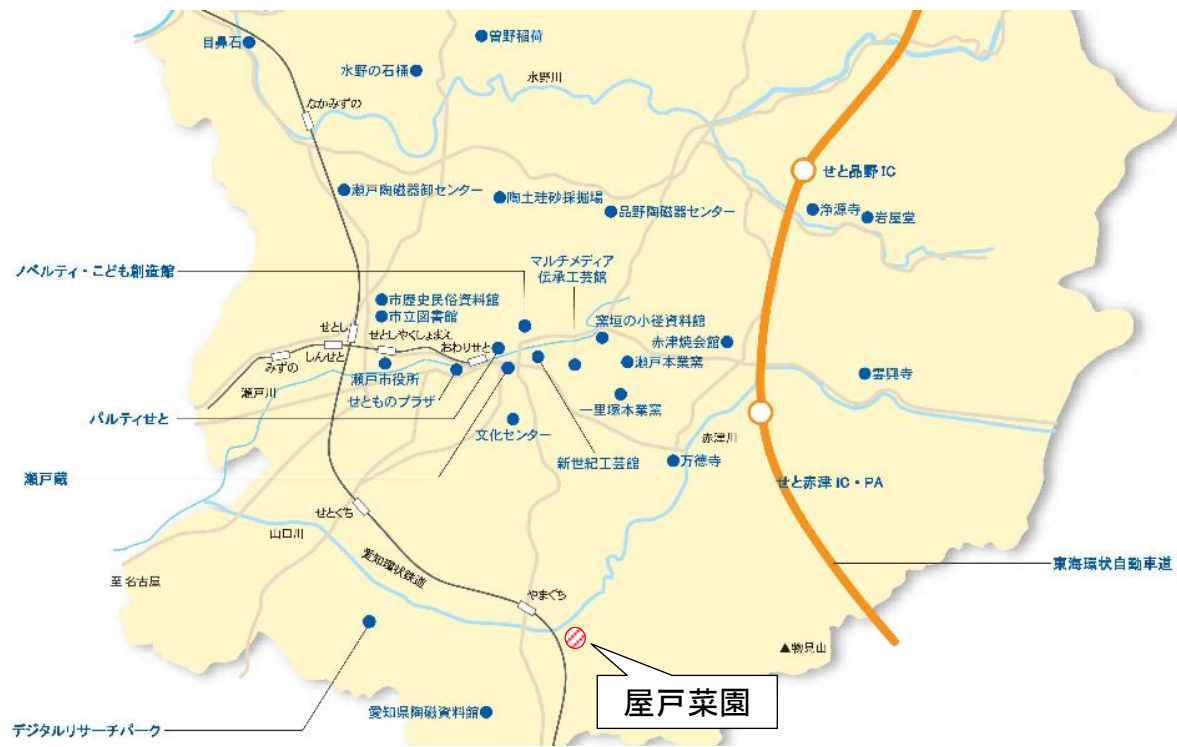 目鼻石
曽野稲荷
水野の石桶
水野川
なかみずの
せと品野 IC
瀬戸陶磁器卸センター
陶土珪砂採掘場
品野陶磁器センター
浄源寺
岩屋堂
ノベルティ・こども創造館
マルチメディア
伝承工芸館
市歴史民俗資料館
市立図書館
窯垣の小径資料館
せとし
せとしやくしょまえ
おわりせと
赤津焼会館
みずの
しんせと
瀬戸本業窯
雲興寺
瀬戸川
瀬戸市役所
せとものプラザ
一里塚本業窯
パルティせと
文化センター
赤津川
新世紀工芸館
万徳寺
瀬戸蔵
せと赤津 IC・PA
せとぐち
山口川
愛知環状鉄道
至 名古屋
東海環状自動車道
やまぐち
▲物見山
屋戸菜園
愛知県陶磁資料館
デジタルリサーチパーク